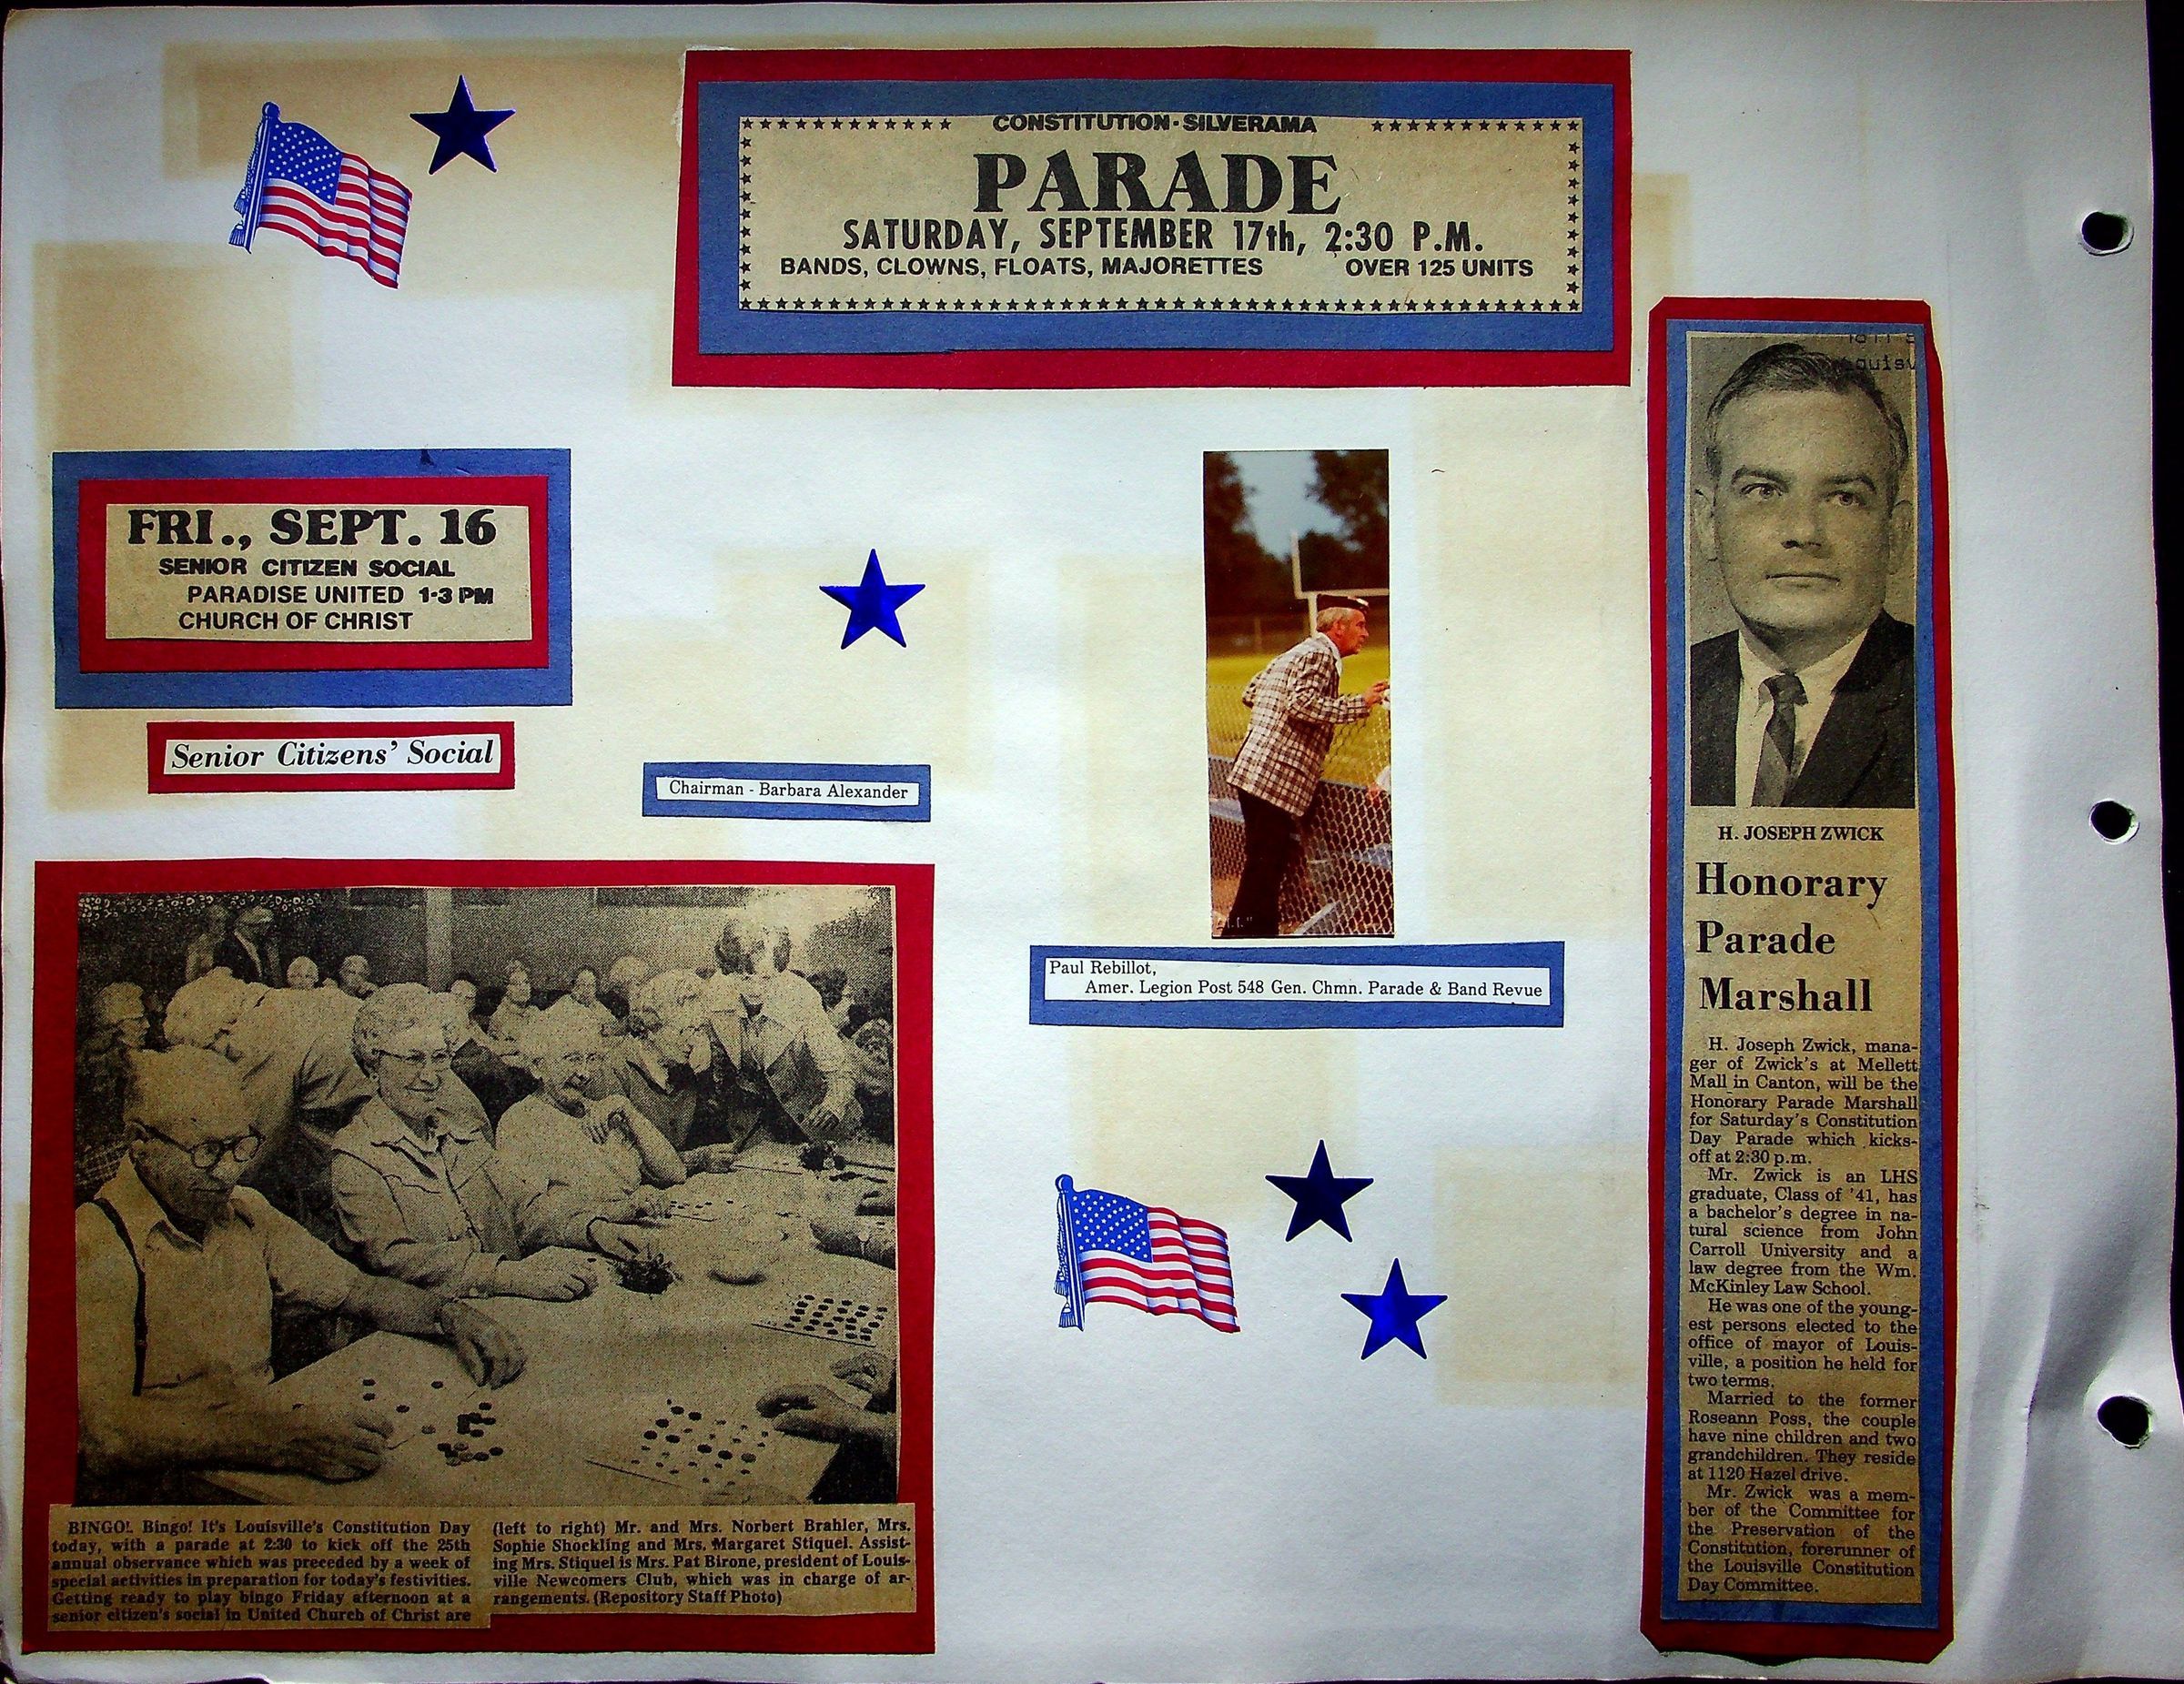 CONSTITUTION-SILVERAMA
PARADE
SATURDAY, SEPTEMBER 17th, 2:30 P.M.
BANDS, CLOWNS, FLOATS, MAJORETTES OVER 125 UNITS
FRI., SEPT. 16
SENIOR CITIZEN SOCIAL
PARADISE UNITED 1-3 PM
CHURCH OF CHRIST
Senior Citizens' Social
Chairman - Barbara Alexander
BINGO! Bingo! It's Louisville's Constitution Day
today, with a parade at 2:30 to kick off the 25th
annual observance which was preceded by a week of
special activities in preparation for today's festivities.
Getting ready to play bingo Friday afternoon at a
senior citizen's social in United Church of Christ are
(left to right) Mr. and Mrs. Norbert Brahler, Mrs.
Sophie Shockling and Mrs. Margaret Stiquel. Assist-
ing Mrs. Stiquel is Mrs. Pat Birone, president of Louis-
ville Newcomers Club, which was in charge of ar-
rangements. (Repository Staff Photo)
Paul Rebillot,
Amer. Legion Post 548 Gen. Chmn. Parade & Band Revue
H. JOSEPH ZWICK
Honorary
Parade
Marshall
H. Joseph Zwick, mana-
ger of Zwick's at Mellett
Mall in Canton, will be the
Honorary Parade Marshall
for Saturday's Constitution
Day Parade which kicks-
off at 2:30 p.m.
Mr. Zwick is an LHS
graduate, Class of '41, has
a bachelor's degree in na-
tural science from John
Carroll University and a
law degree from the Wm.
McKinley Law School.
He was one of the young-
est persons elected to the
office of mayor of Louis-
ville, a position he held for
two terms.
Married to the former
Roseann Poss, the couple
have nine children and two
grandchildren. They reside
at 1120 Hazel drive.
Mr. Zwick was a mem-
ber of the Committee for
the Preservation of the
Constitution, forerunner of
the Louisville Constitution
Day Committee.